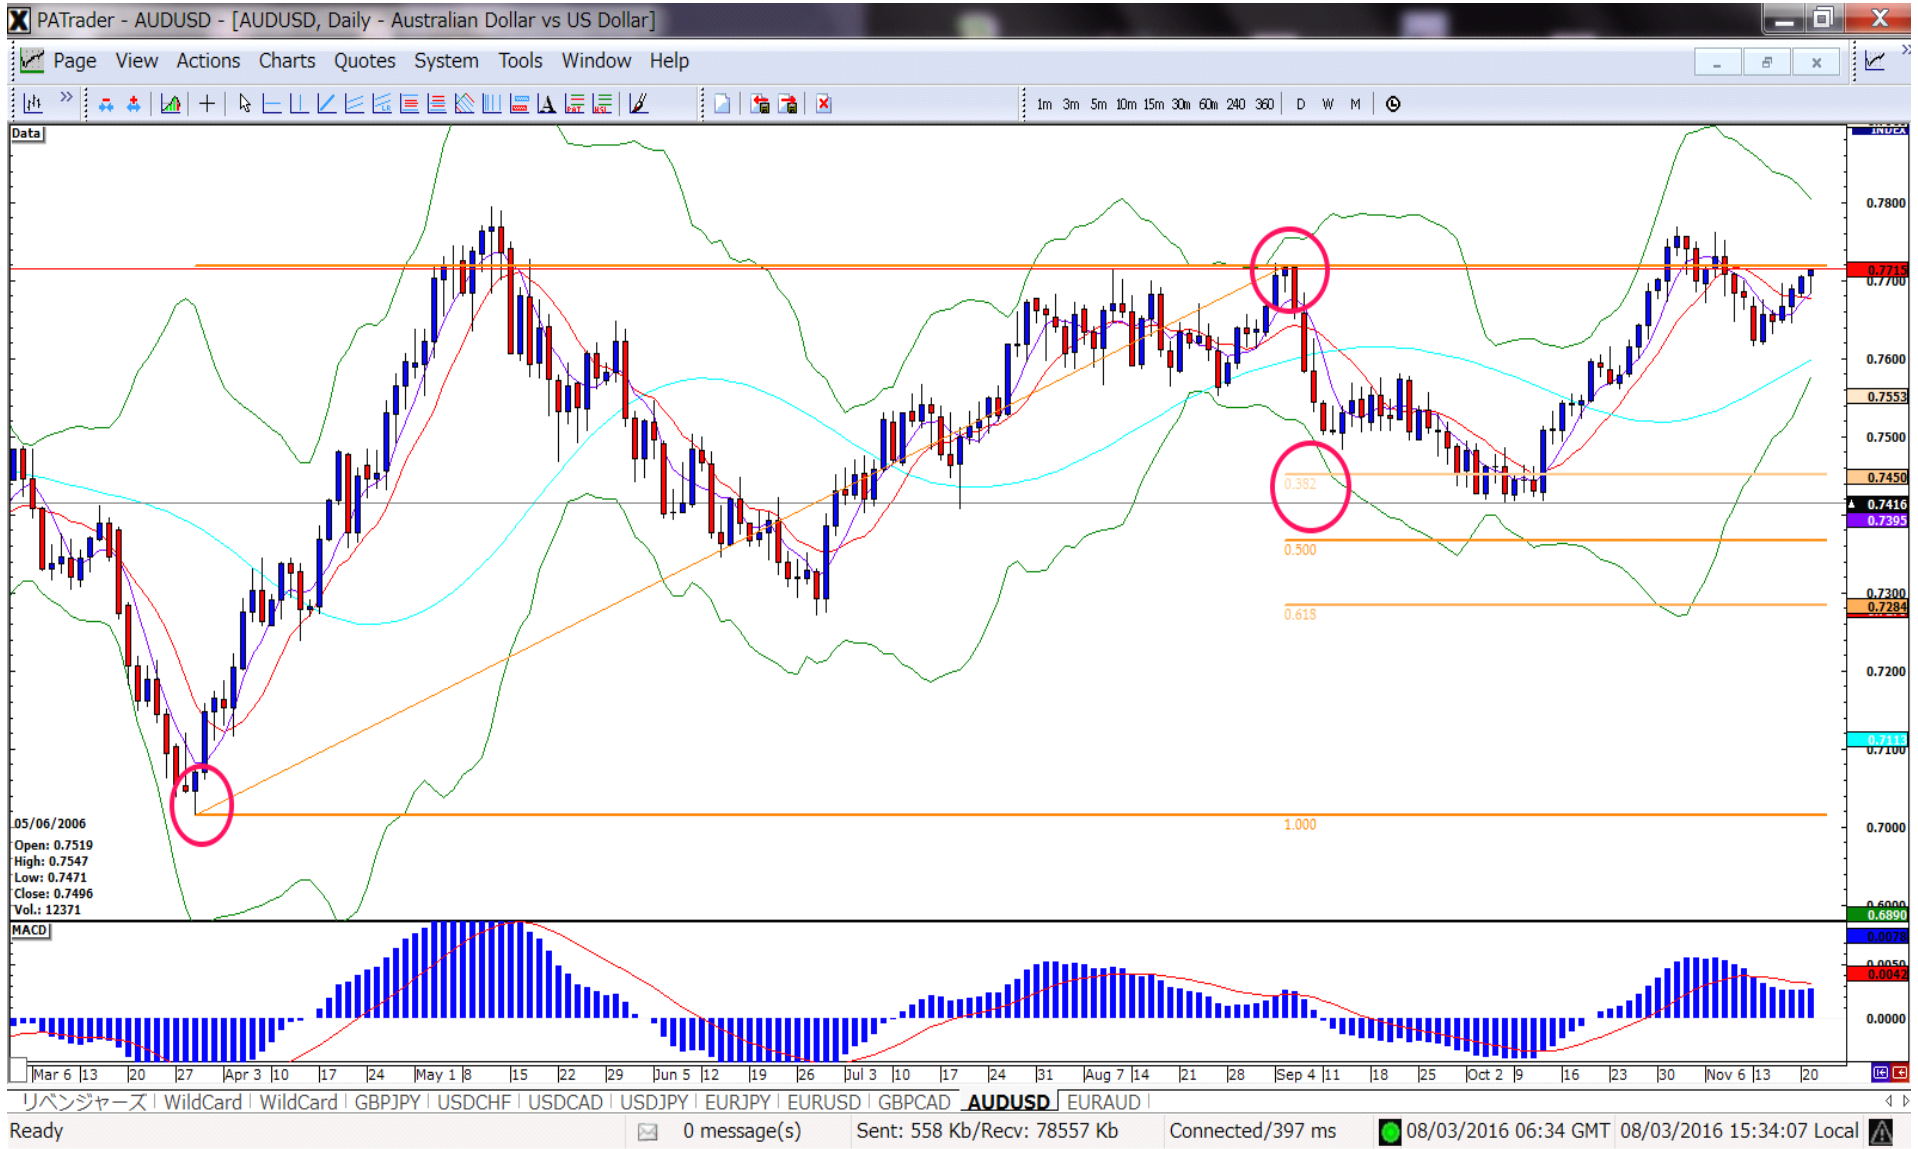 PATrader - AUDUSD - [AUDUSD, Daily - Australian Dollar vs US Dollar]
Page View Actions Charts Quotes System Tools Window Help
1m 3m 5m 10m 15m 30m 60m 240 360 D W M
Data
INDEX
0.7800
0.7715
0.7700
0.7600
0.7553
0.7500
0.7450
0.382
0.7416
0.7395
0.500
0.7300
0.7284
0.618
0.7200
0.7113
0.7100
05/06/2006
1.000
0.7000
Open: 0.7519
High: 0.7547
Low: 0.7471
Close: 0.7496
Vol.: 12371
0.6900
0.6890
MACD
0.0078
0.0050
0.0042
0.0000
Mar 6 13 20 27 Apr 3 10 17 24 May 1 8 15 22 29 Jun 5 12 19 26 Jul 3 10 17 24 31 Aug 7 14 21 28 Sep 4 11 18 25 Oct 2 9 16 23 30 Nov 6 13 20
リベンジャーズ WildCard WildCard GBPJPY USDCHF USDCAD USDJPY EURJPY EURUSD GBPCAD AUDUSD EURAUD
Ready 0 message(s) Sent: 558 Kb/Recv: 78557 Kb Connected/397 ms 08/03/2016 06:34 GMT 08/03/2016 15:34:07 Local